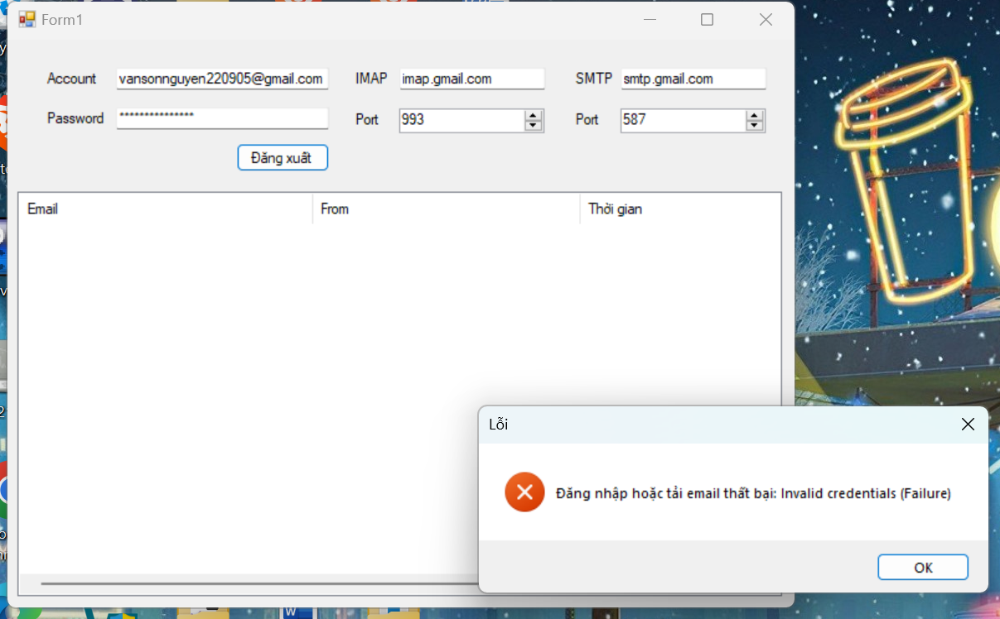 Form1
Account vansonnguyen220905@gmail.com IMAP imap.gmail.com SMTP smtp.gmail.com
Password *************** Port 993 Port 587
Đăng xuất
Email From Thời gian
Lỗi
Đăng nhập hoặc tải email thất bại: Invalid credentials (Failure)
OK